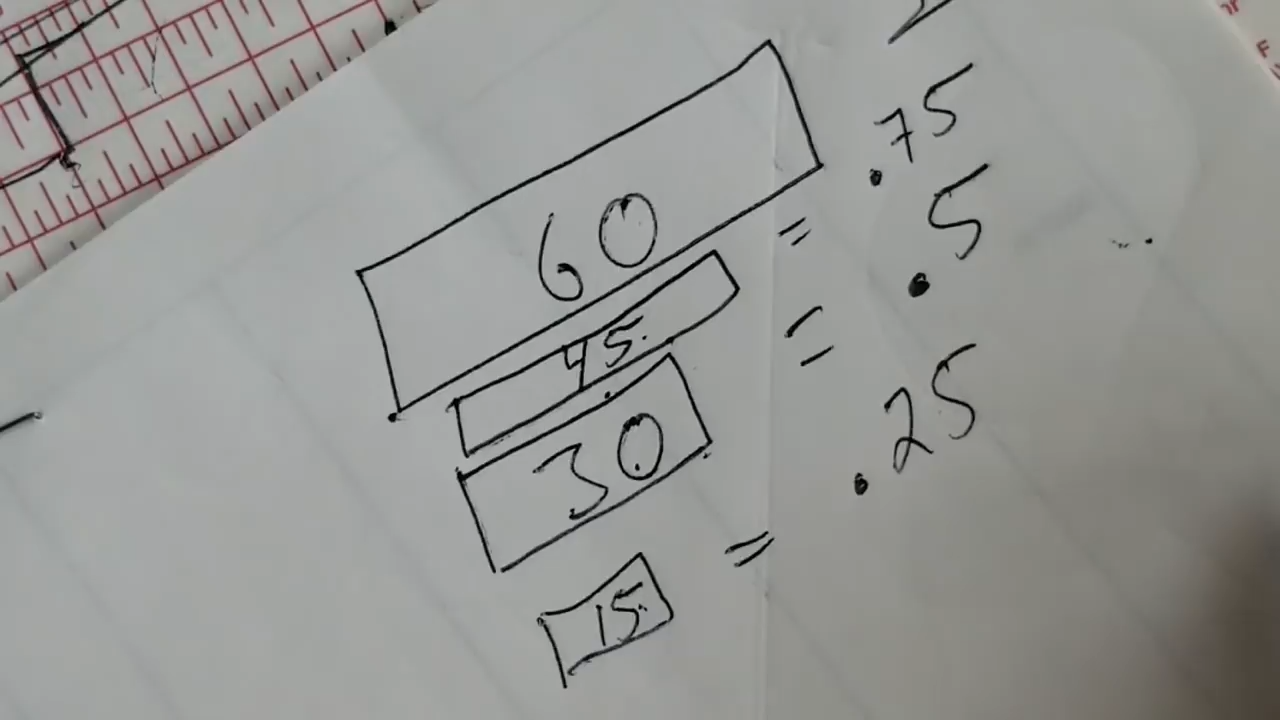 60
45 = .75
30 = .5
15 = .25